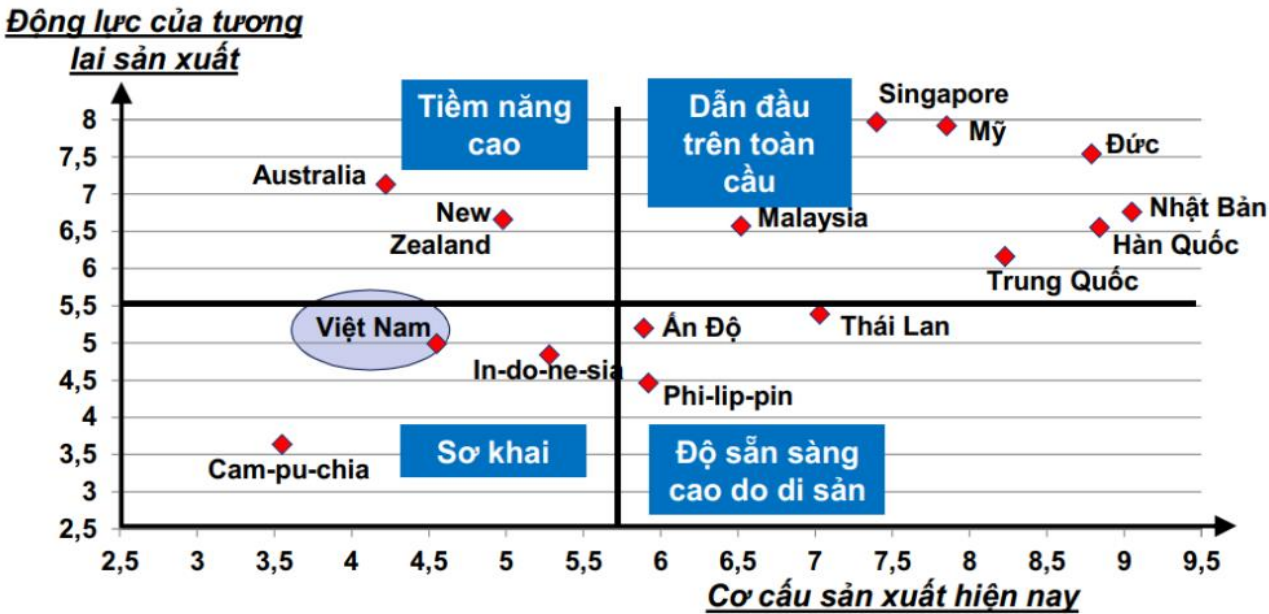 Động lực của tương
lai sản xuất
8
7,5
7
6,5
6
5,5
5
4,5
4
3,5
3
2,5
Tiềm năng
cao
Dẫn đầu
trên toàn
cầu
Singapore
Mỹ
Đức
Australia
New
Zealand
Malaysia
Nhật Bản
Hàn Quốc
Trung Quốc
Việt Nam
In-do-ne-sia
Ấn Độ
Thái Lan
Phi-lip-pin
Cam-pu-chia
Sơ khai
Độ sẵn sàng
cao do di sản
2,5 3 3,5 4 4,5 5 5,5 6 6,5 7 7,5 8 8,5 9 9,5
Cơ cấu sản xuất hiện nay